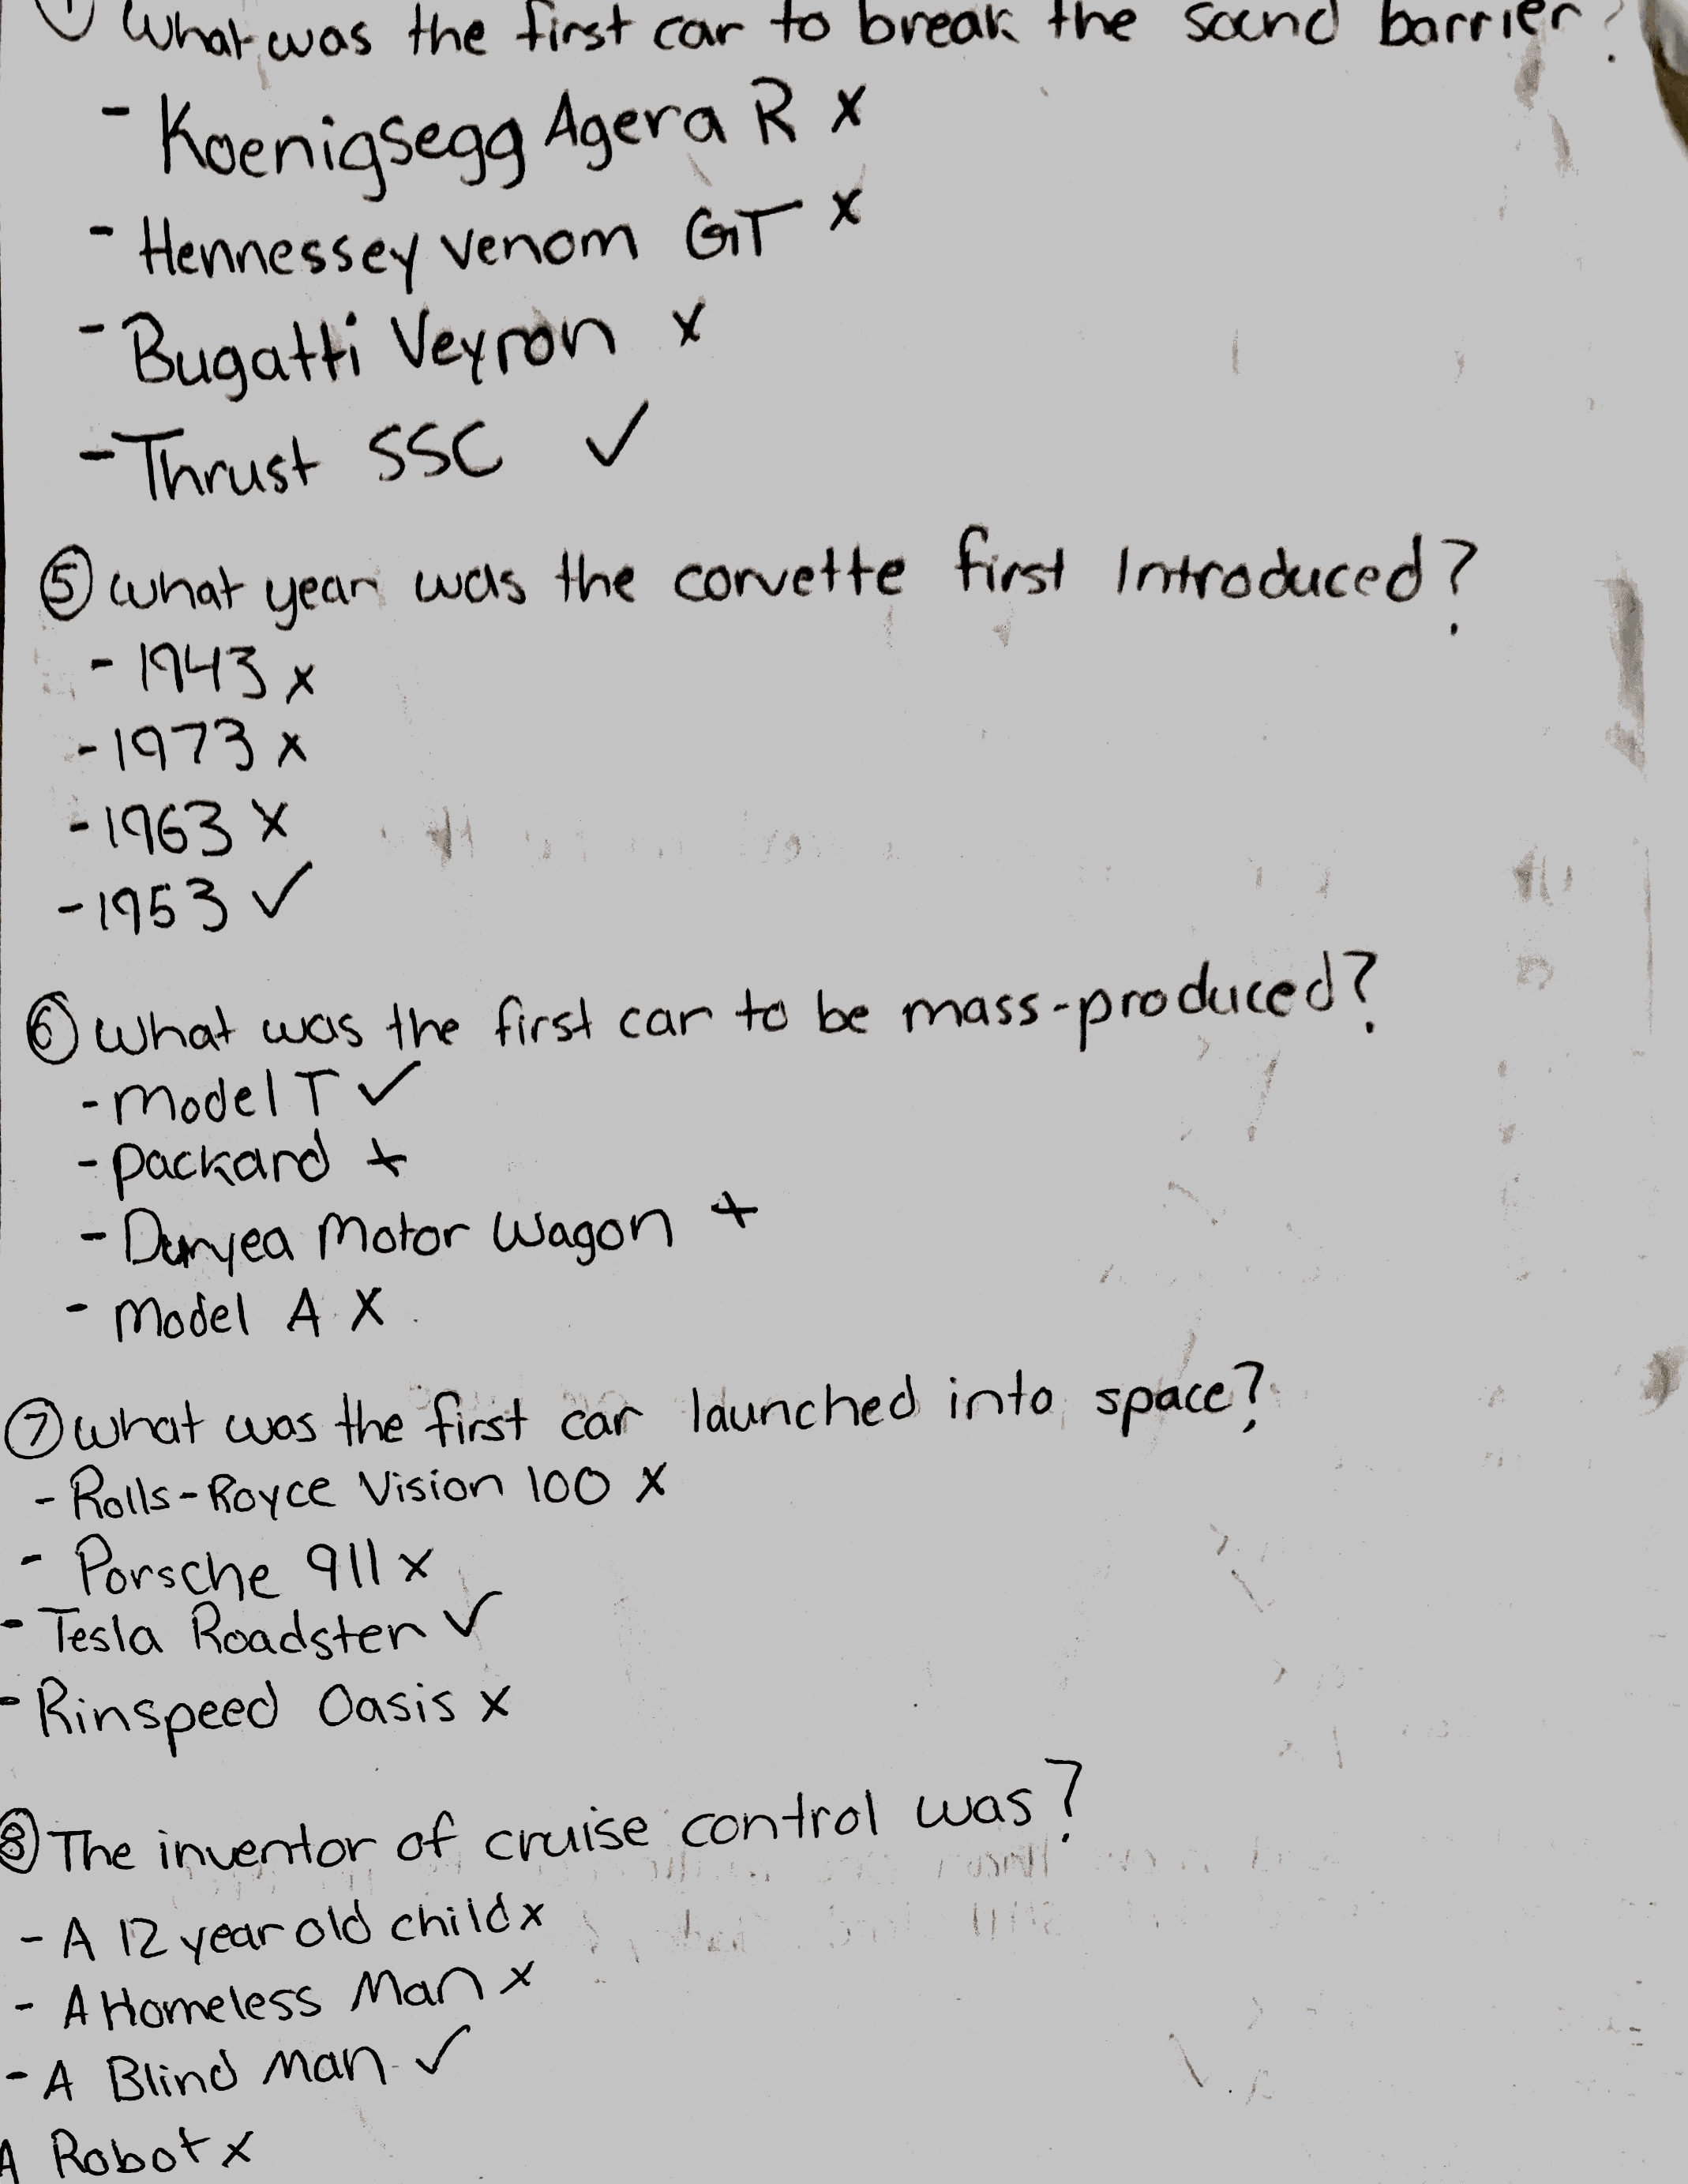 What was the first car to break the sound barrier?
- Koenigsegg Agera R x
- Hennessey Venom GT x
- Bugatti Veyron x
- Thrust SSC ✓
⑤ What year was the corvette first Introduced?
- 1943 x
- 1973 x
- 1963 x
- 1953 ✓
⑥ What was the first car to be mass-produced?
- Model T ✓
- Packard x
- Duryea Motor Wagon x
- Model A X
⑦ What was the first car launched into space?
- Rolls-Royce Vision 100 x
- Porsche 911 x
- Tesla Roadster ✓
- Rinspeed Oasis x
⑧ The inventor of cruise control was?
- A 12 year old child x
- A Homeless Man x
- A Blind Man ✓
A Robot x